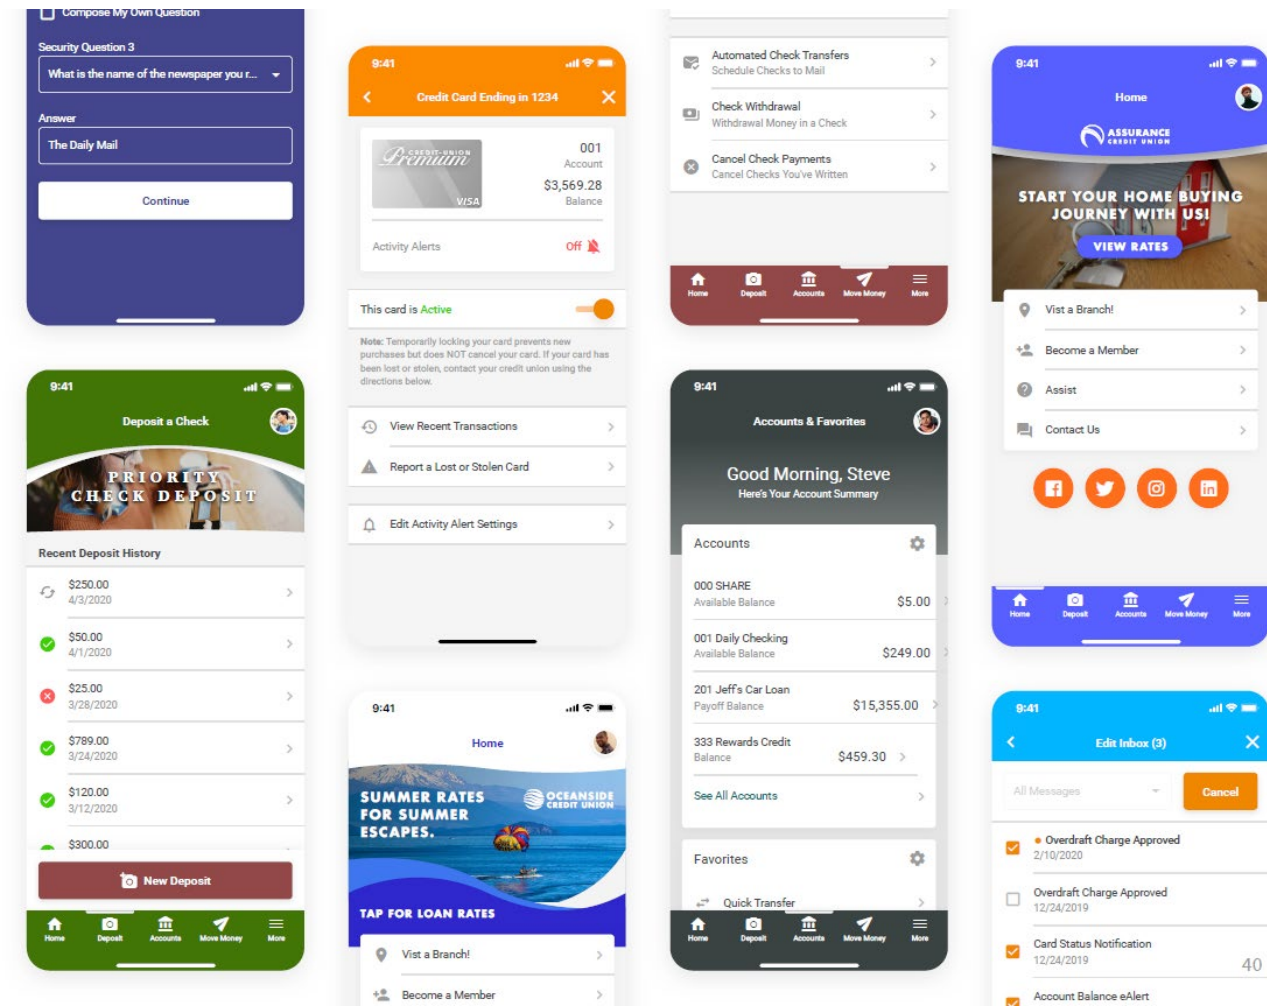 Compose My Own Question
Security Question 3
What is the name of the newspaper you r...
Answer
The Daily Mail
Continue
9:41
Deposit a Check
PRIORITY
CHECK DEPOSIT
Recent Deposit History
$250.00
4/3/2020
$50.00
4/1/2020
$25.00
3/28/2020
$789.00
3/24/2020
$120.00
3/12/2020
$300.00
New Deposit
Home Deposit Accounts Move Money More
9:41
Credit Card Ending in 1234
CREDIT-UNION
Premium
VISA
001
Account
$3,569.28
Balance
Activity Alerts Off
This card is Active
Note: Temporarily locking your card prevents new
purchases but does NOT cancel your card. If your card has
been lost or stolen, contact your credit union using the
directions below.
View Recent Transactions
Report a Lost or Stolen Card
Edit Activity Alert Settings
9:41
Home
SUMMER RATES
FOR SUMMER
ESCAPES.
OCEANSIDE
CREDIT UNION
TAP FOR LOAN RATES
Vist a Branch!
Become a Member
Automated Check Transfers
Schedule Checks to Mail
Check Withdrawal
Withdrawal Money in a Check
Cancel Check Payments
Cancel Checks You've Written
Home Deposit Accounts Move Money More
9:41
Accounts & Favorites
Good Morning, Steve
Here's Your Account Summary
Accounts
000 SHARE
Available Balance $5.00
001 Daily Checking
Available Balance $249.00
201 Jeff's Car Loan
Payoff Balance $15,355.00
333 Rewards Credit
Balance $459.30
See All Accounts
Favorites
Quick Transfer
Home Deposit Accounts Move Money More
9:41
Home
ASSURANCE
CREDIT UNION
START YOUR HOME BUYING
JOURNEY WITH US!
VIEW RATES
Vist a Branch!
Become a Member
Assist
Contact Us
Home Deposit Accounts Move Money More
9:41
Edit Inbox (3)
All Messages
Cancel
Overdraft Charge Approved
2/10/2020
Overdraft Charge Approved
12/24/2019
Card Status Notification
12/24/2019
40
Account Balance eAlert